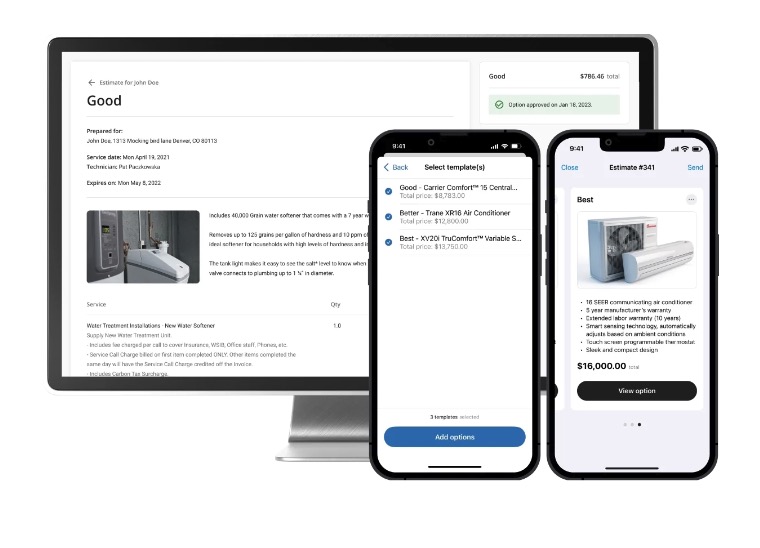 Estimate for John Doe
Good
Prepared for:
John Doe, 1313 Mocking bird lane Denver, CO 80113
Service date: Mon April 19, 2021
Technician: Pat Paczkowska
Expires on: Mon May 8, 2022
Includes 40,000 Grain water softener that comes with a 7 year w
Removes up to 125 grains per gallon of hardness and 10 ppm of
ideal softener for households with high levels of hardness and i
The tank light makes it easy to see the salt level to know when
valve connects to plumbing up to 1 ¼" in diameter.
Service Qty
Water Treatment Installations - New Water Softener 1.0
Supply New Water Treatment Unit
- Includes fee charged per call to cover Insurance, WSIB, Office staff, Phones, etc.
- Service Call Charge billed on first item completed ONLY. Other items completed the
same day will have the Service Call Charge credited off the invoice.
- Includes Carbon Tax Surcharge.
Good $786.46 total
Option approved on Jan 18, 2023.
9:41
Back Select template(s)
Good - Carrier Comfort™ 15 Central...
Total price: $8,783.00
Better - Trane XR16 Air Conditioner
Total price: $12,800.00
Best - XV20i TruComfort™ Variable S...
Total price: $13,750.00
3 templates selected
Add options
9:41
Close Estimate #341 Send
Best
16 SEER communicating air conditioner
5 year manufacturer's warranty
Extended labor warranty (10 years)
Smart sensing technology, automatically
adjusts based on ambient conditions
Touch screen programmable thermostat
Sleek and compact design
$16,000.00 total
View option